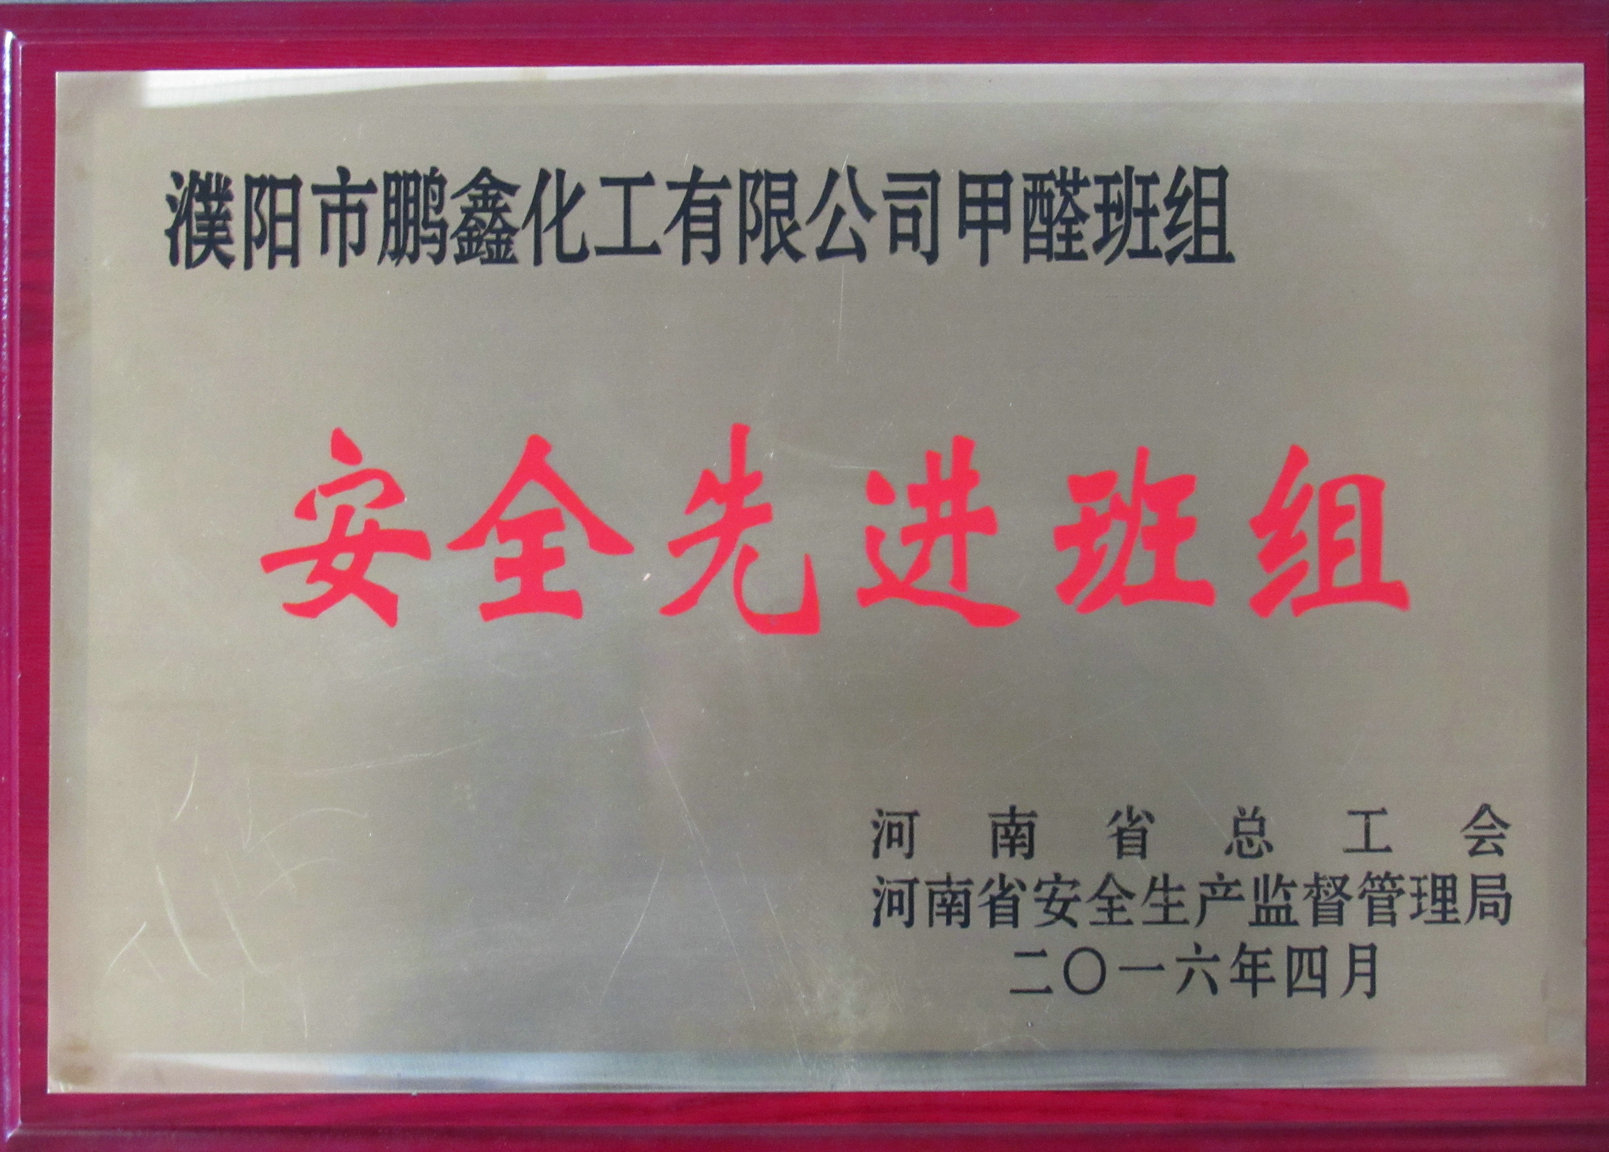 濮阳市鹏鑫化工有限公司甲醛班组
安全先进班组
河南省总工会
河南省安全生产监督管理局
二〇一六年四月